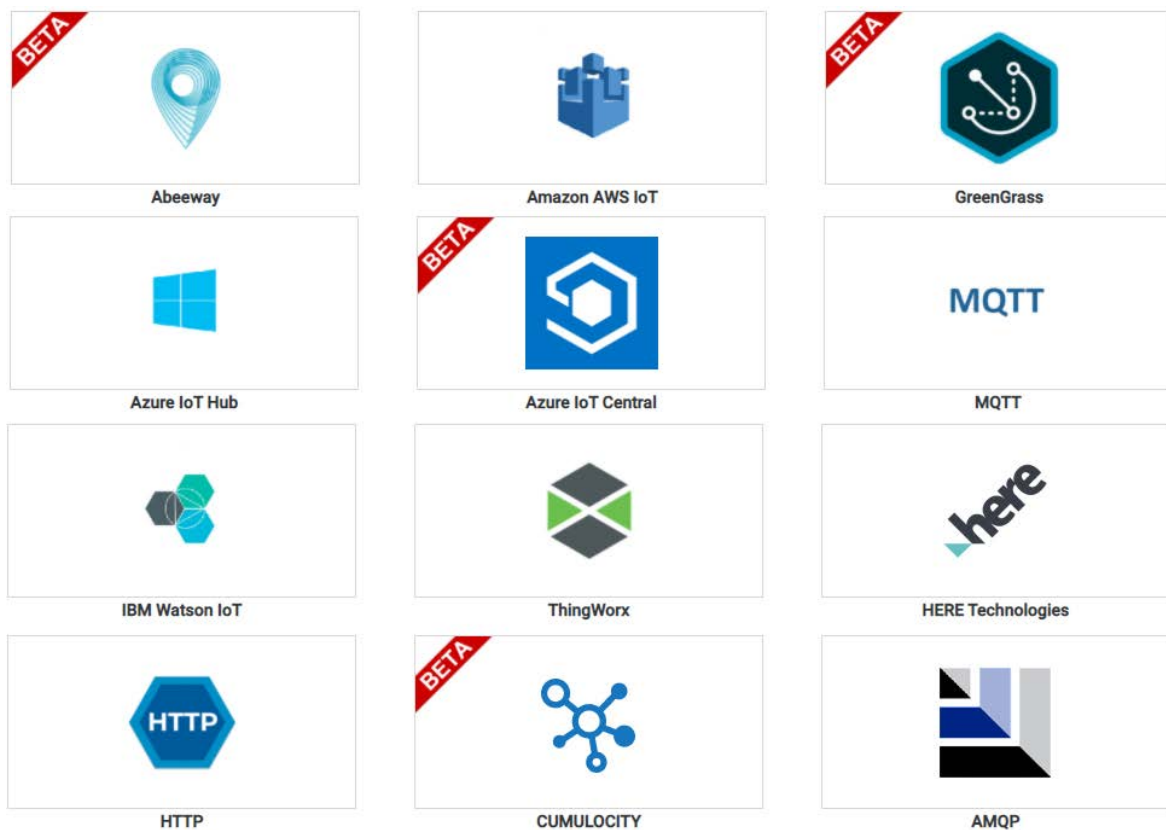 BETA
BETA
Abeeway
Amazon AWS IoT
GreenGrass
BETA
MQTT
Azure IoT Hub
Azure IoT Central
MQTT
here
IBM Watson IoT
ThingWorx
HERE Technologies
BETA
HTTP
HTTP
CUMULOCITY
AMQP